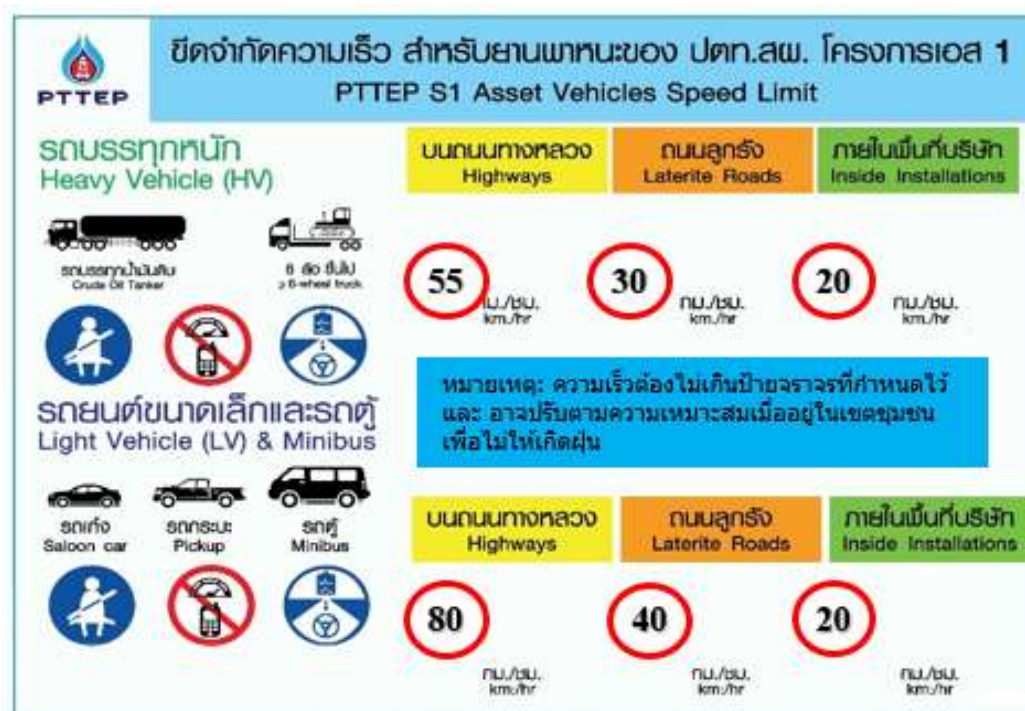 PTTEP
ขีดจำกัดความเร็ว สำหรับยานพาหนะของ ปตท.สผ. โครงการเอส 1
PTTEP S1 Asset Vehicles Speed Limit
รถบรรทุกหนัก
Heavy Vehicle (HV)
บนถนนทางหลวง
Highways
ถนนลูกรัง
Laterite Roads
ภายในพื้นที่บริษัท
Inside Installations
รถบรรทุกน้ำมันดิบ
Crude Oil Tanker
6 ล้อ ขึ้นไป
6-wheel truck
55
กม./ชม.
km./hr
30
กม./ชม.
km./hr
20
กม./ชม.
km./hr
หมายเหตุ: ความเร็วต้องไม่เกินป้ายจราจรที่กำหนดไว้
และ อาจปรับตามความเหมาะสมเมื่ออยู่ในเขตชุมชน
เพื่อไม่ให้เกิดฝุ่น
รถยนต์ขนาดเล็กและรถตู้
Light Vehicle (LV) & Minibus
รถเก๋ง
Saloon car
รถกระบะ
Pickup
รถตู้
Minibus
บนถนนทางหลวง
Highways
ถนนลูกรัง
Laterite Roads
ภายในพื้นที่บริษัท
Inside Installations
80
กม./ชม.
km./hr
40
กม./ชม.
km./hr
20
กม./ชม.
km./hr